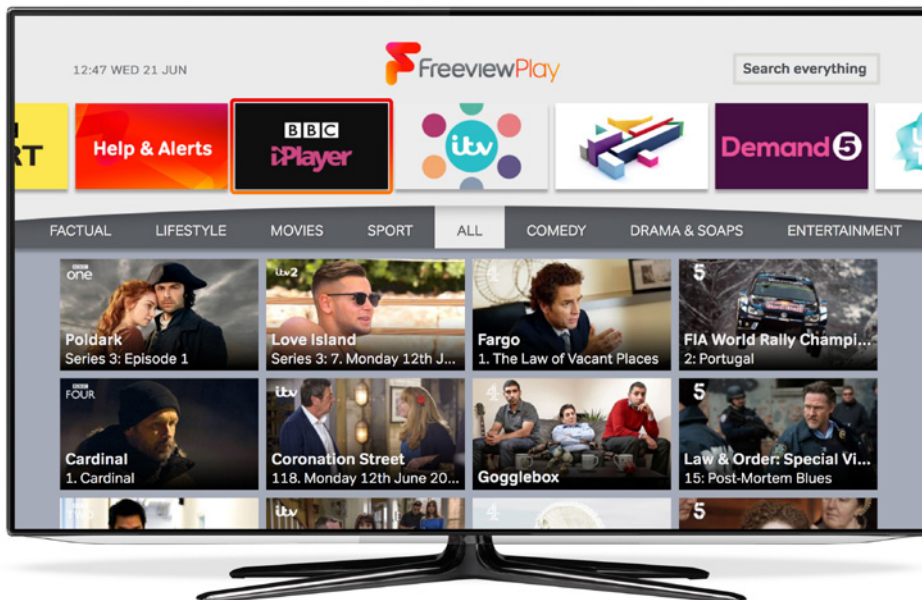 12:47 WED 21 JUN
FreeviewPlay
Search everything
RT
Help & Alerts
BBC
iPlayer
itv
Demand 5
FACTUAL
LIFESTYLE
MOVIES
SPORT
ALL
COMEDY
DRAMA & SOAPS
ENTERTAINMENT
BBC
one
Poldark
Series 3: Episode 1
itv2
Love Island
Series 3: 7. Monday 12th J...
4
Fargo
1. The Law of Vacant Places
5
FIA World Rally Champi...
2: Portugal
BBC
FOUR
Cardinal
1. Cardinal
itv
Coronation Street
118. Monday 12th June 20...
4
Gogglebox
5
Law & Order: Special Vi...
15: Post-Mortem Blues
itv
4
5